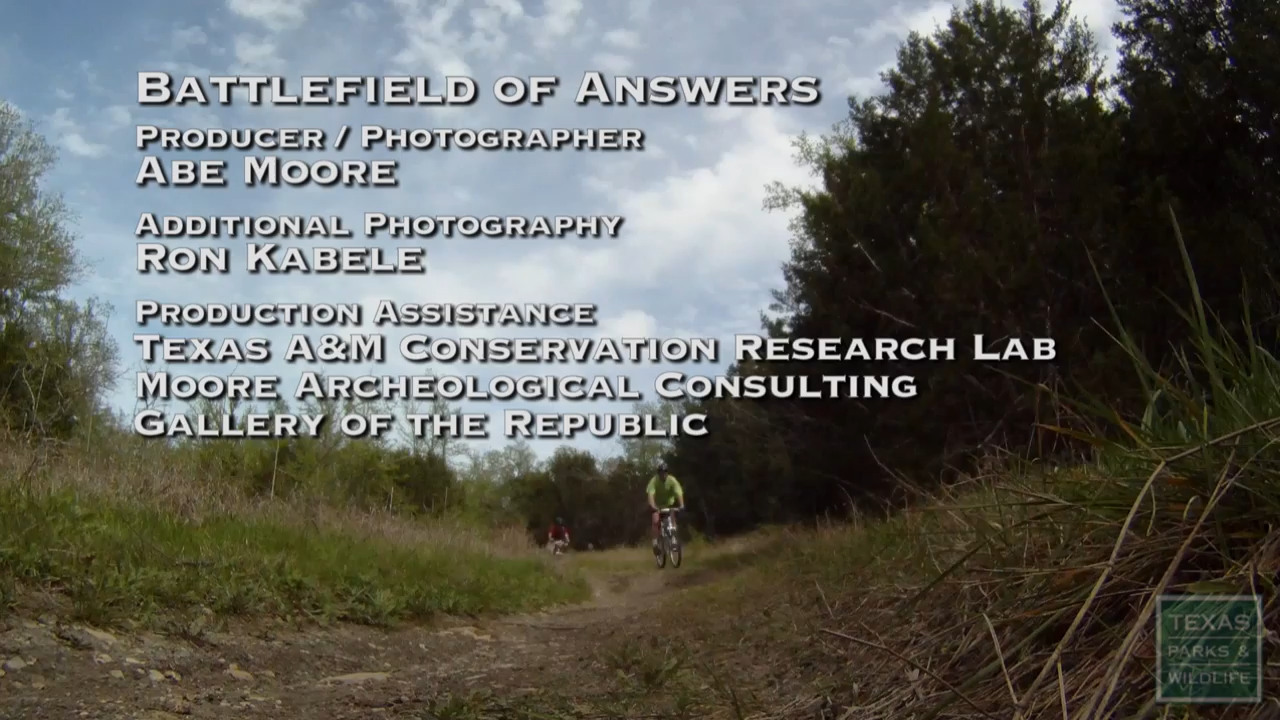 Battlefield of Answers
Producer / Photographer
Abe Moore
Additional Photography
Ron Kabele
Production Assistance
Texas A&M Conservation Research Lab
Moore Archeological Consulting
Gallery of the Republic
TEXAS
PARKS &
WILDLIFE